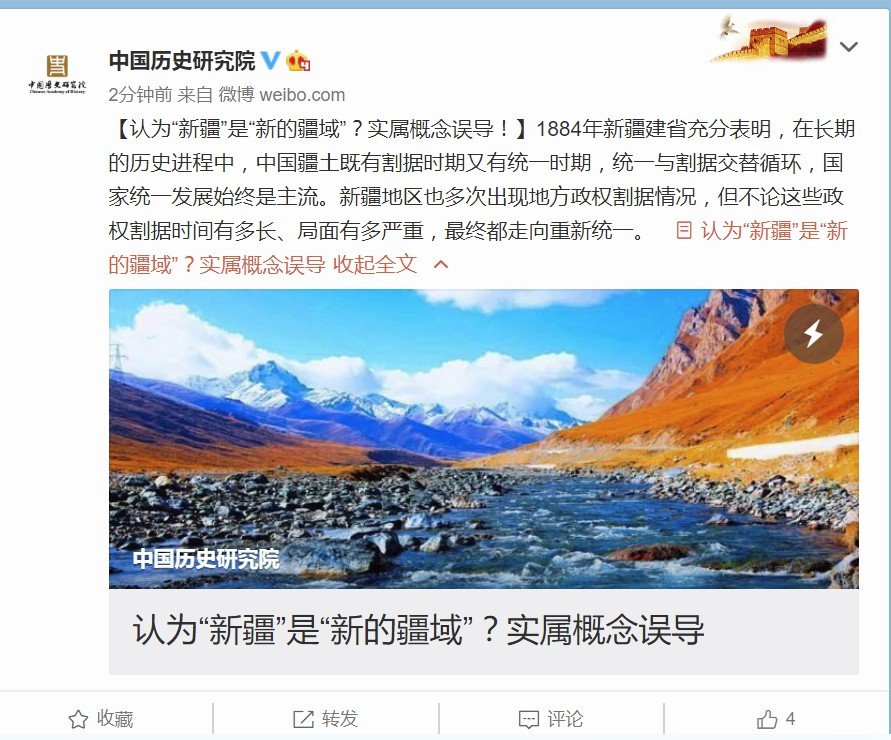 中国历史研究院
中国历史研究院
Chinese Academy of History
2分钟前 来自 微博 weibo.com
【认为“新疆”是“新的疆域”？实属概念误导！】1884年新疆建省充分表明，在长期
的历史进程中，中国疆土既有割据时期又有统一时期，统一与割据交替循环，国
家统一发展始终是主流。新疆地区也多次出现地方政权割据情况，但不论这些政
权割据时间有多长、局面有多严重，最终都走向重新统一。 认为“新疆”是“新
的疆域”？实属概念误导 收起全文
中国历史研究院
认为“新疆”是“新的疆域”？实属概念误导
收藏 转发 评论 4